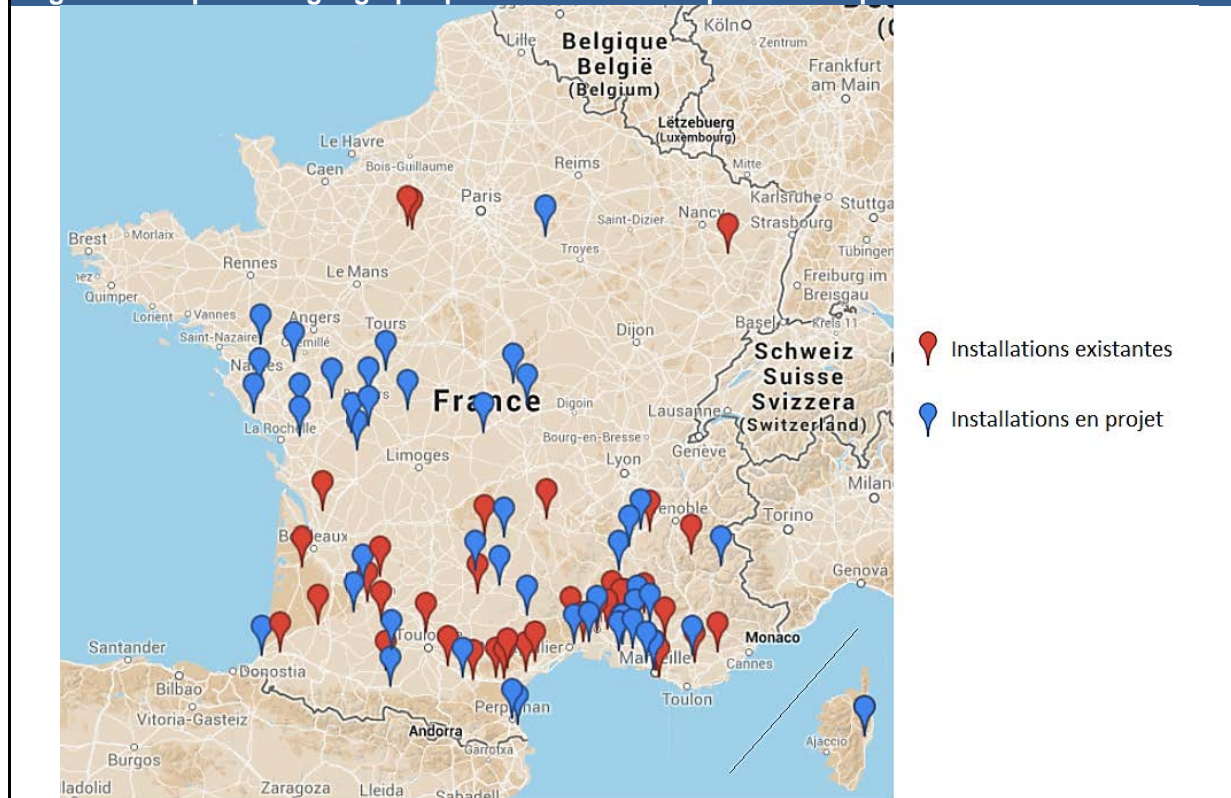 Lille
Köln
Belgique
België
(Belgium)
Zentrum
Frankfurt
am Main
Lëtzebuerg
(Luxembourg)
Le Havre
Caen
Bois-Guillaume
Reims
Mitte
Paris
Karlsruhe
Stuttga
Saint-Dizier
Nancy
Strasbourg
Brest
Morlaix
Troyes
Tübingen
Rennes
Le Mans
Freiburg im
Breisgau
Quimper
Lorient
Vannes
Angers
Tours
Dijon
Basel
Kreis 11
Saint-Nazaire
Schweiz
Suisse
Svizzera
(Switzerland)
Installations existantes
France
Digoin
Lausanne
Installations en projet
La Rochelle
Bourg-en-Bresse
Genève
Limoges
Lyon
Milan
Torino
Genova
Santander
Monaco
Cannes
Donostia
Bilbao
Toulon
Vitoria-Gasteiz
Andorra
Garrotxa
Ajaccio
Burgos
lladolid
Zaragoza
Lleida
Sabadell